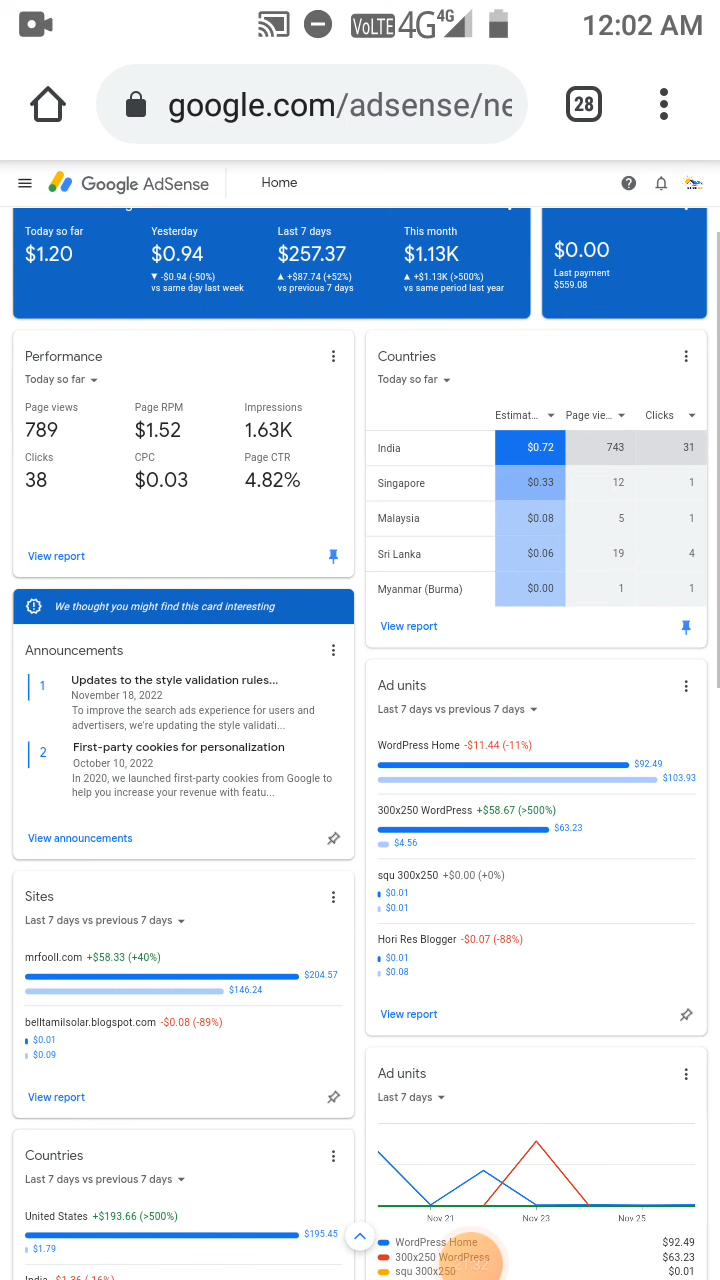 VoLTE 4G 4G 12:02 AM
google.com/adsense/ne
28
Google AdSense Home
Today so far
$1.20
Yesterday
$0.94
▼ -$0.94 (-50%)
vs same day last week
Last 7 days
$257.37
▲ +$87.74 (+52%)
vs previous 7 days
This month
$1.13K
▲ +$1.13K (>500%)
vs same period last year
$0.00
Last payment
$559.08
Performance
Today so far
Page views Page RPM Impressions
789 $1.52 1.63K
Clicks CPC Page CTR
38 $0.03 4.82%
View report
Countries
Today so far
Estimat... Page vie... Clicks
India $0.72 743 31
Singapore $0.33 12 1
Malaysia $0.08 5 1
Sri Lanka $0.06 19 4
Myanmar (Burma) $0.00 1 1
View report
We thought you might find this card interesting
Announcements
1 Updates to the style validation rules...
November 18, 2022
To improve the search ads experience for users and
advertisers, we're updating the style validati...
2 First-party cookies for personalization
October 10, 2022
In 2020, we launched first-party cookies from Google to
help you increase your revenue with featu...
View announcements
Ad units
Last 7 days vs previous 7 days
WordPress Home -$11.44 (-11%)
$92.49
$103.93
300x250 WordPress +$58.67 (>500%)
$63.23
$4.56
squ 300x250 +$0.00 (+0%)
$0.01
$0.01
Hori Res Blogger -$0.07 (-88%)
$0.01
$0.08
View report
Sites
Last 7 days vs previous 7 days
mrfooll.com +$58.33 (+40%)
$204.57
$146.24
belltamilsolar.blogspot.com -$0.08 (-89%)
$0.01
$0.09
View report
Ad units
Last 7 days
Nov 21 Nov 23 Nov 25
WordPress Home $92.49
300x250 WordPress $63.23
squ 300x250 $0.01
Countries
Last 7 days vs previous 7 days
United States +$193.66 (>500%)
$195.45
$1.79